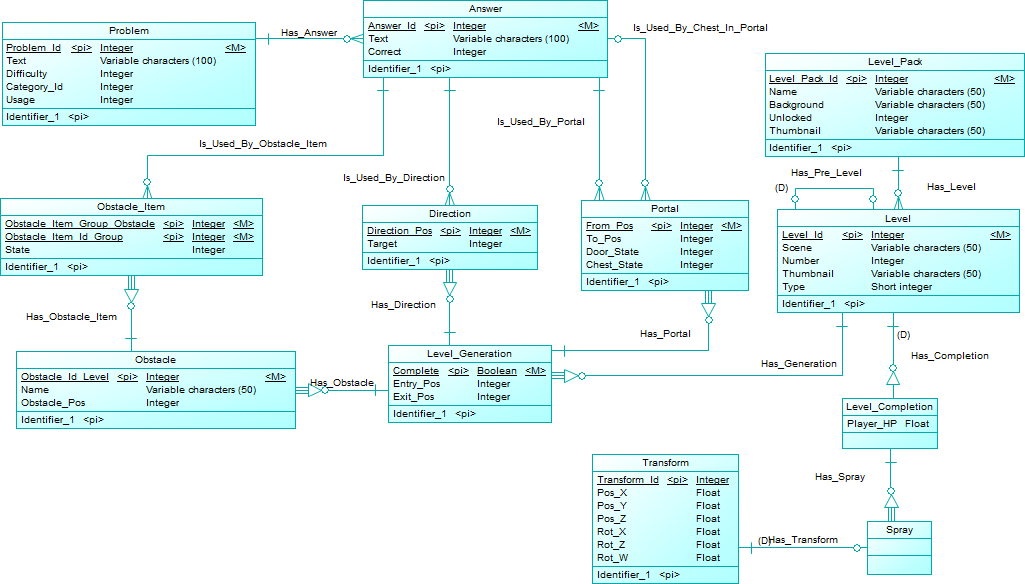 Problem
Problem_Id <pi> Integer <M>
Text Variable characters (100)
Difficulty Integer
Category_Id Integer
Usage Integer
Identifier_1 <pi>
Has_Answer
Answer
Answer_Id <pi> Integer <M>
Text Variable characters (100)
Correct Integer
Identifier_1 <pi>
Is_Used_By_Chest_In_Portal
Level_Pack
Level_Pack_Id <pi> Integer <M>
Name Variable characters (50)
Background Variable characters (50)
Unlocked Integer
Thumbnail Variable characters (50)
Identifier_1 <pi>
Is_Used_By_Obstacle_Item
Is_Used_By_Direction
Is_Used_By_Portal
Has_Pre_Level
(D)
Has_Level
Obstacle_Item
Obstacle_Item_Group_Obstacle <pi> Integer <M>
Obstacle_Item_Id_Group <pi> Integer <M>
State Integer
Identifier_1 <pi>
Direction
Direction_Pos <pi> Integer <M>
Target Integer
Identifier_1 <pi>
Portal
From_Pos <pi> Integer <M>
To_Pos Integer
Door_State Integer
Chest_State Integer
Identifier_1 <pi>
Level
Level_Id <pi> Integer <M>
Scene Variable characters (50)
Number Integer
Thumbnail Variable characters (50)
Type Short integer
Identifier_1 <pi>
Has_Obstacle_Item
Has_Direction
Has_Portal
Has_Generation
(D)
Has_Completion
Obstacle
Obstacle_Id_Level <pi> Integer <M>
Name Variable characters (50)
Obstacle_Pos Integer
Identifier_1 <pi>
Has_Obstacle
Level_Generation
Complete <pi> Boolean <M>
Entry_Pos Integer
Exit_Pos Integer
Identifier_1 <pi>
Level_Completion
Player_HP Float
Has_Spray
Transform
Transform_Id <pi> Integer
Pos_X Float
Pos_Y Float
Pos_Z Float
Rot_X Float
Rot_Z Float
Rot_W Float
Identifier_1 <pi>
(D)
Has_Transform
Spray